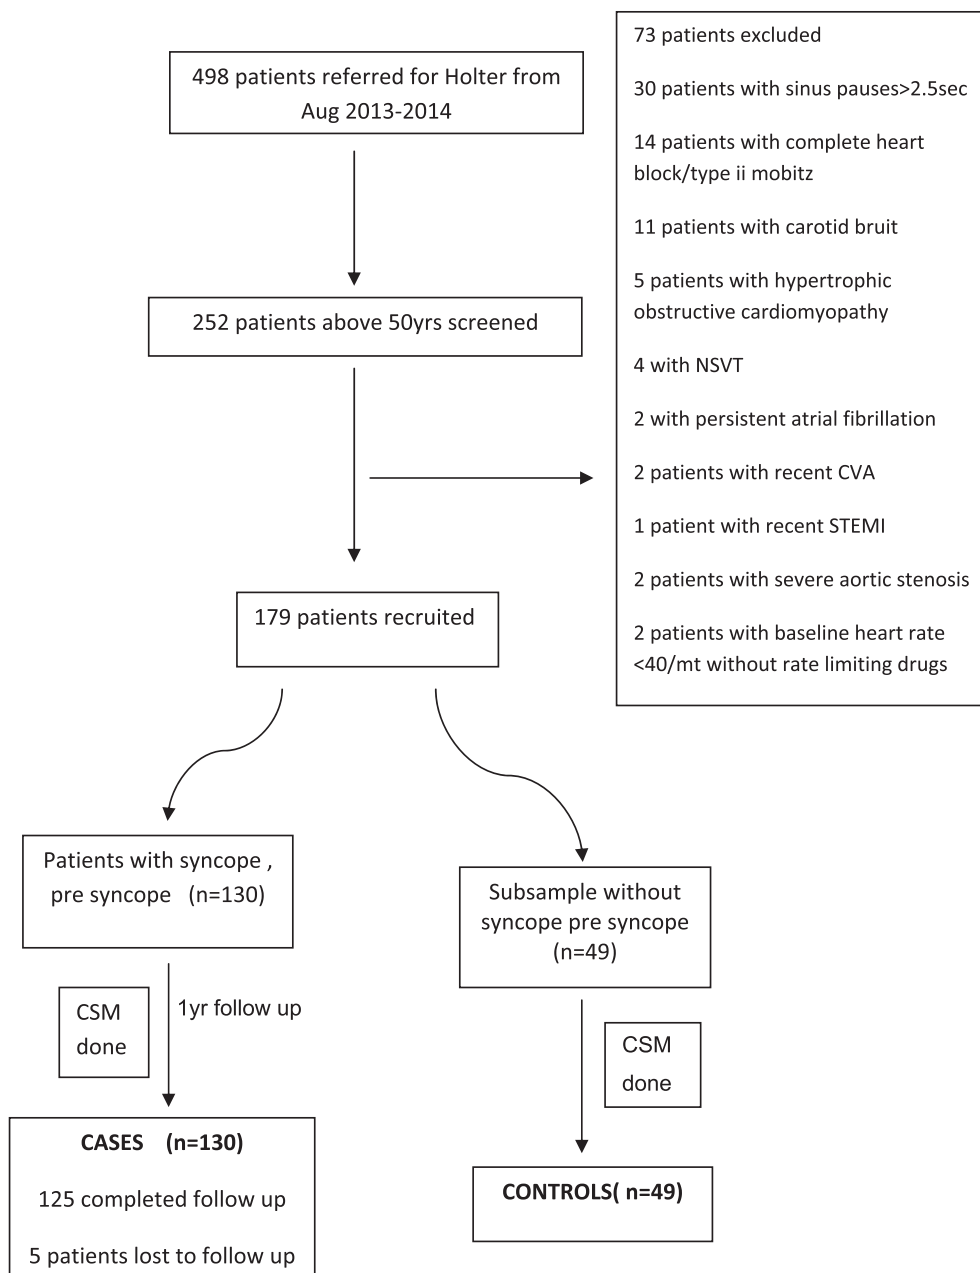 498 patients referred for Holter from
Aug 2013-2014
252 patients above 50yrs screened
73 patients excluded
30 patients with sinus pauses>2.5sec
14 patients with complete heart
block/type ii mobitz
11 patients with carotid bruit
5 patients with hypertrophic
obstructive cardiomyopathy
4 with NSVT
2 with persistent atrial fibrillation
2 patients with recent CVA
1 patient with recent STEMI
2 patients with severe aortic stenosis
2 patients with baseline heart rate
<40/mt without rate limiting drugs
179 patients recruited
Patients with syncope ,
pre syncope (n=130)
Subsample without
syncope pre syncope
(n=49)
CSM
done
1yr follow up
CSM
done
CASES (n=130)
125 completed follow up
5 patients lost to follow up
CONTROLS( n=49)